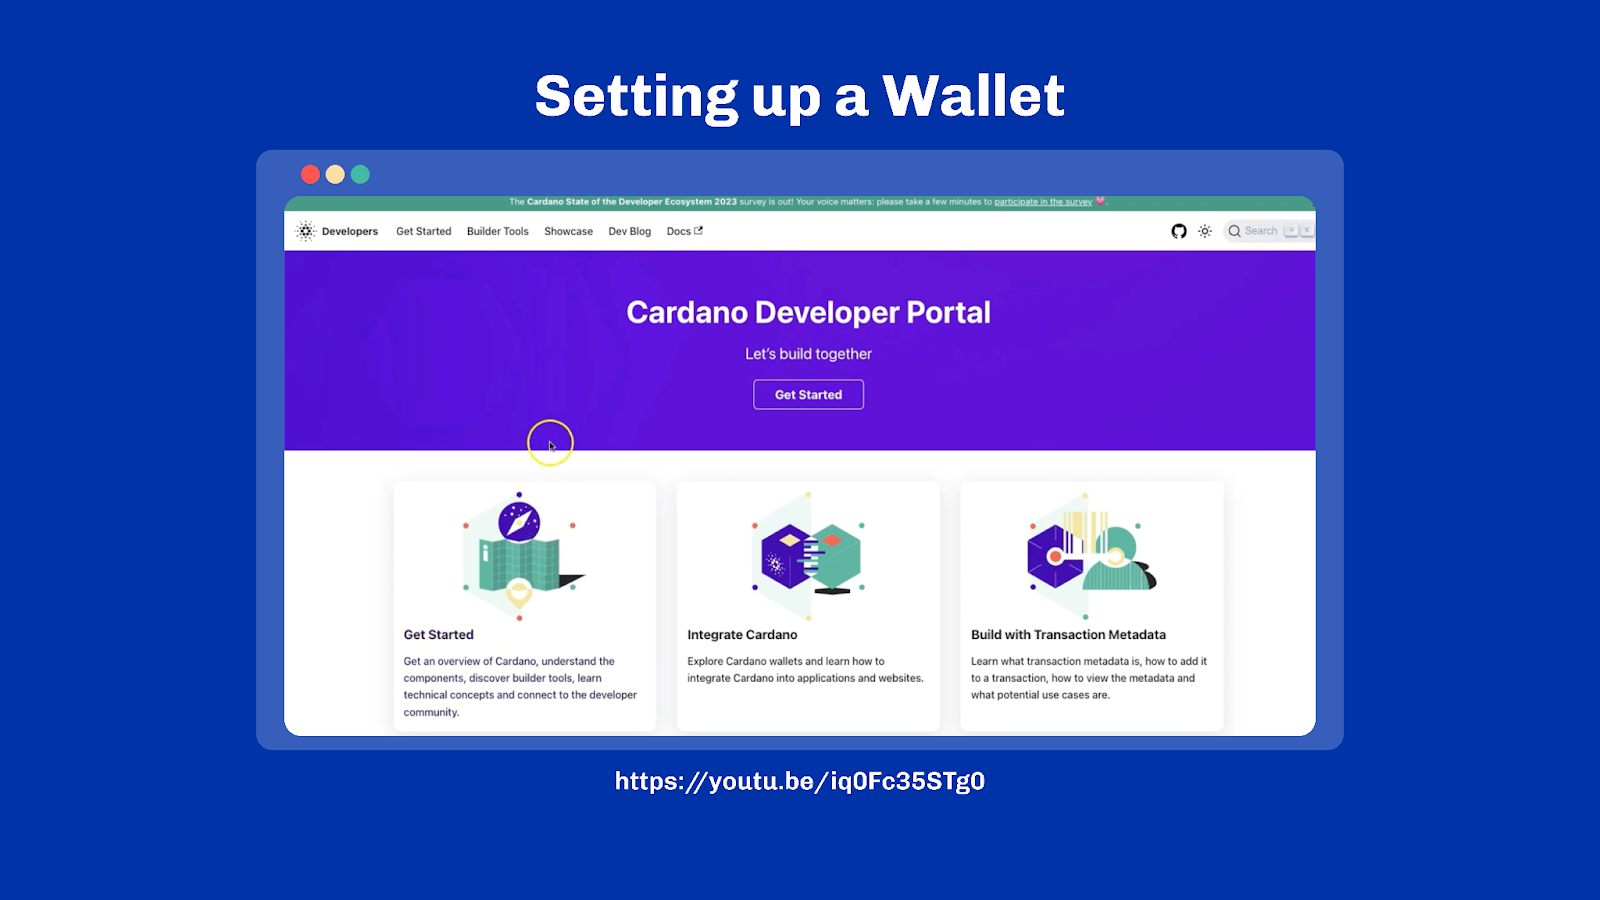 Setting up a Wallet
The Cardano State of the Developer Ecosystem 2023 survey is out! Your voice matters: please take a few minutes to participate in the survey 💗.
Developers Get Started Builder Tools Showcase Dev Blog Docs Search K
Cardano Developer Portal
Let's build together
Get Started
Get Started
Get an overview of Cardano, understand the
components, discover builder tools, learn
technical concepts and connect to the developer
community.
Integrate Cardano
Explore Cardano wallets and learn how to
integrate Cardano into applications and websites.
Build with Transaction Metadata
Learn what transaction metadata is, how to add it
to a transaction, how to view the metadata and
what potential use cases are.
https://youtu.be/iq0Fc35STg0